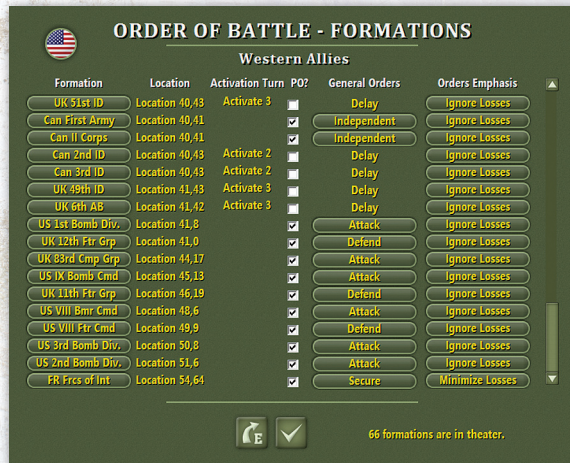 ORDER OF BATTLE - FORMATIONS
Western Allies
Formation Location Activation Turn PO? General Orders Orders Emphasis
UK 51st ID Location 40,43 Activate 3 Delay Ignore Losses
Can First Army Location 40,41 Independent Ignore Losses
Can II Corps Location 40,41 Independent Ignore Losses
Can 2nd ID Location 40,43 Activate 2 Delay Ignore Losses
Can 3rd ID Location 40,43 Activate 2 Delay Ignore Losses
UK 49th ID Location 41,43 Activate 3 Delay Ignore Losses
UK 6th AB Location 41,42 Activate 3 Delay Ignore Losses
US 1st Bomb Div. Location 41,8 Attack Ignore Losses
UK 12th Ftr Grp Location 41,0 Defend Ignore Losses
UK 83rd Cmp Grp Location 44,17 Attack Ignore Losses
US IX Bomb Cmd Location 45,13 Attack Ignore Losses
UK 11th Ftr Grp Location 46,19 Defend Ignore Losses
US VIII Bmr Cmd Location 48,6 Attack Ignore Losses
US VIII Ftr Cmd Location 49,9 Defend Ignore Losses
US 3rd Bomb Div. Location 50,8 Attack Ignore Losses
US 2nd Bomb Div. Location 51,6 Attack Ignore Losses
FR Frcs of Int Location 54,64 Secure Minimize Losses
E
66 formations are in theater.